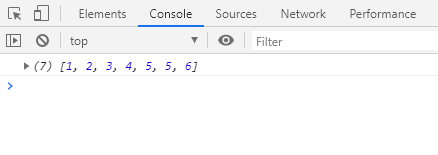 Elements Console Sources Network Performance
top Filter
(7) [1, 2, 3, 4, 5, 5, 6]